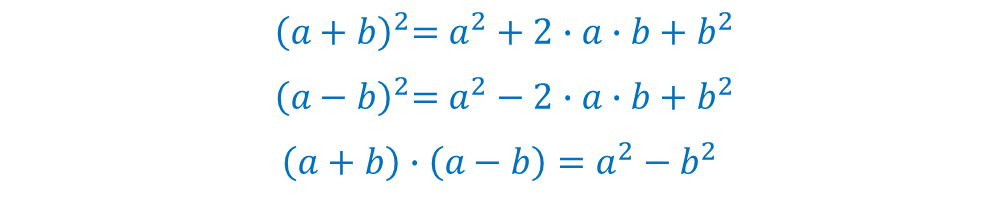 (a + b)²= a² + 2 · a · b + b²
(a − b)²= a² − 2 · a · b + b²
(a + b) · (a − b) = a² − b²